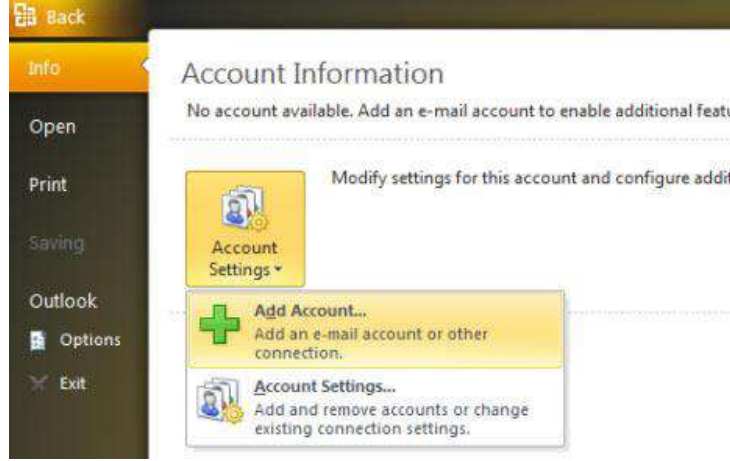 Back
Info
Account Information
No account available. Add an e-mail account to enable additional
Open
Print
Modify settings for this account and configure
Account
Settings
Saving
Outlook
Add Account...
Add an e-mail account or other
connection.
Options
Exit
Account Settings...
Add and remove accounts or change
existing connection settings.